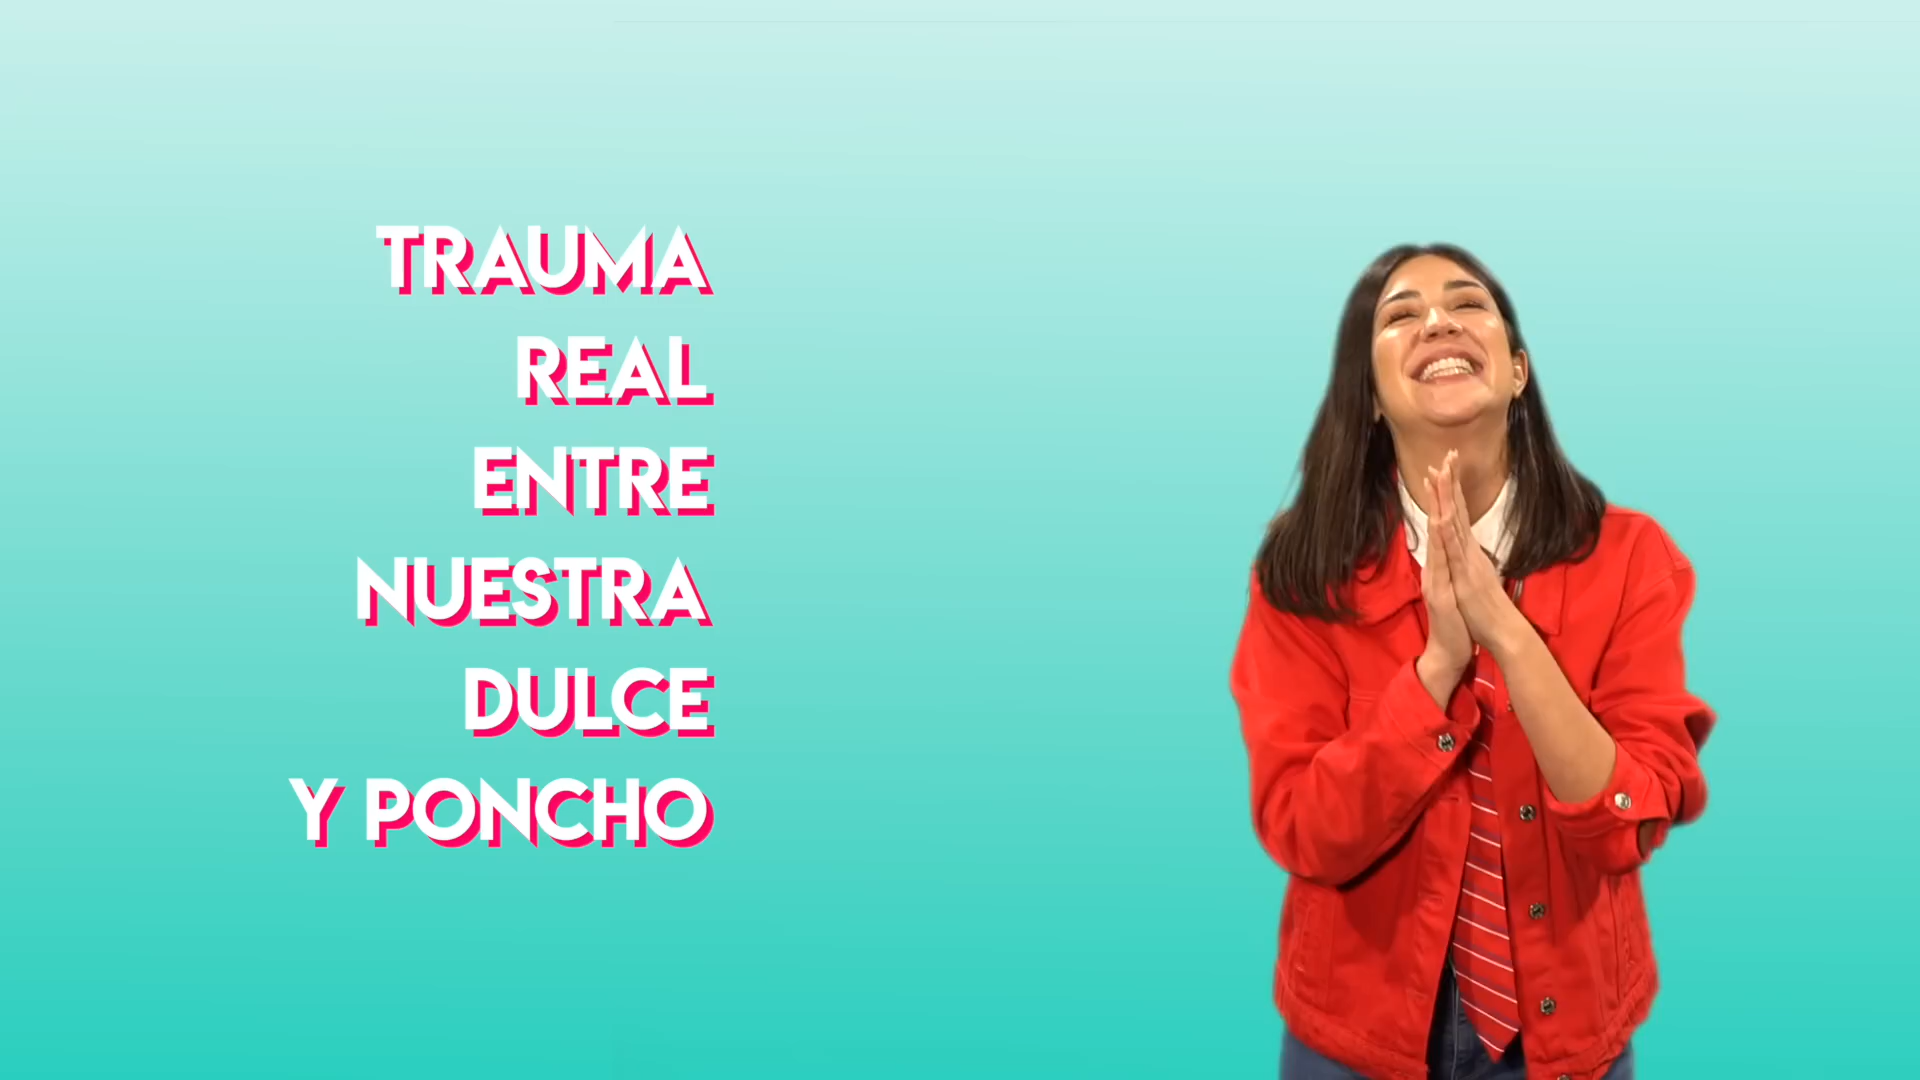 TRAUMA
REAL
ENTRE
NUESTRA
DULCE
Y PONCHO